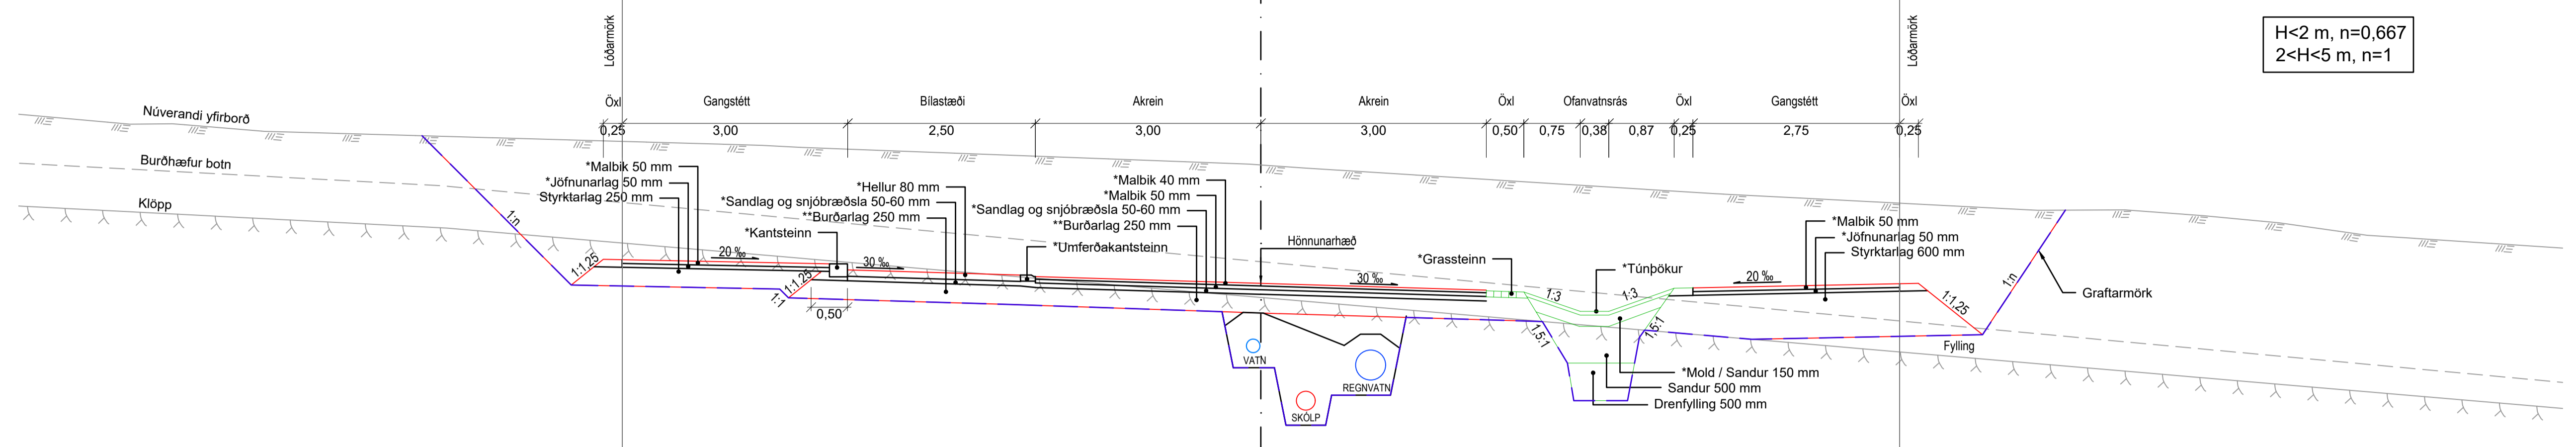 H<2 m, n=0,667
2<H<5 m, n=1
Lóðarmörk
Lóðarmörk
Öxl
Gangstétt
Bílastæði
Akrein
Akrein
Öxl
Ofanvatnsrás
Öxl
Gangstétt
Öxl
0,25
3,00
2,50
3,00
3,00
0,50
0,75
0,38
0,87
0,25
2,75
0,25
Núverandi yfirborð
Burðhæfur botn
Klöpp
*Malbik 50 mm
*Jöfnunarlag 50 mm
Styrktarlag 250 mm
*Hellur 80 mm
*Sandlag og snjóbræðsla 50-60 mm
**Burðarlag 250 mm
*Kantsteinn
*Malbik 40 mm
*Malbik 50 mm
*Sandlag og snjóbræðsla 50-60 mm
**Burðarlag 250 mm
*Umferðakantsteinn
Hönnunarhæð
*Grassteinn
*Túnþökur
*Malbik 50 mm
*Jöfnunarlag 50 mm
Styrktarlag 600 mm
1:n
1:1,25
20 ‰
30 ‰
1:1
1:1,25
0,50
30 ‰
1:3
1:3
20 ‰
1:1,25
1:n
Graftarmörk
1,5:1
1,5:1
Fylling
VATN
SKÓLP
REGNVATN
*Mold / Sandur 150 mm
Sandur 500 mm
Drenfylling 500 mm